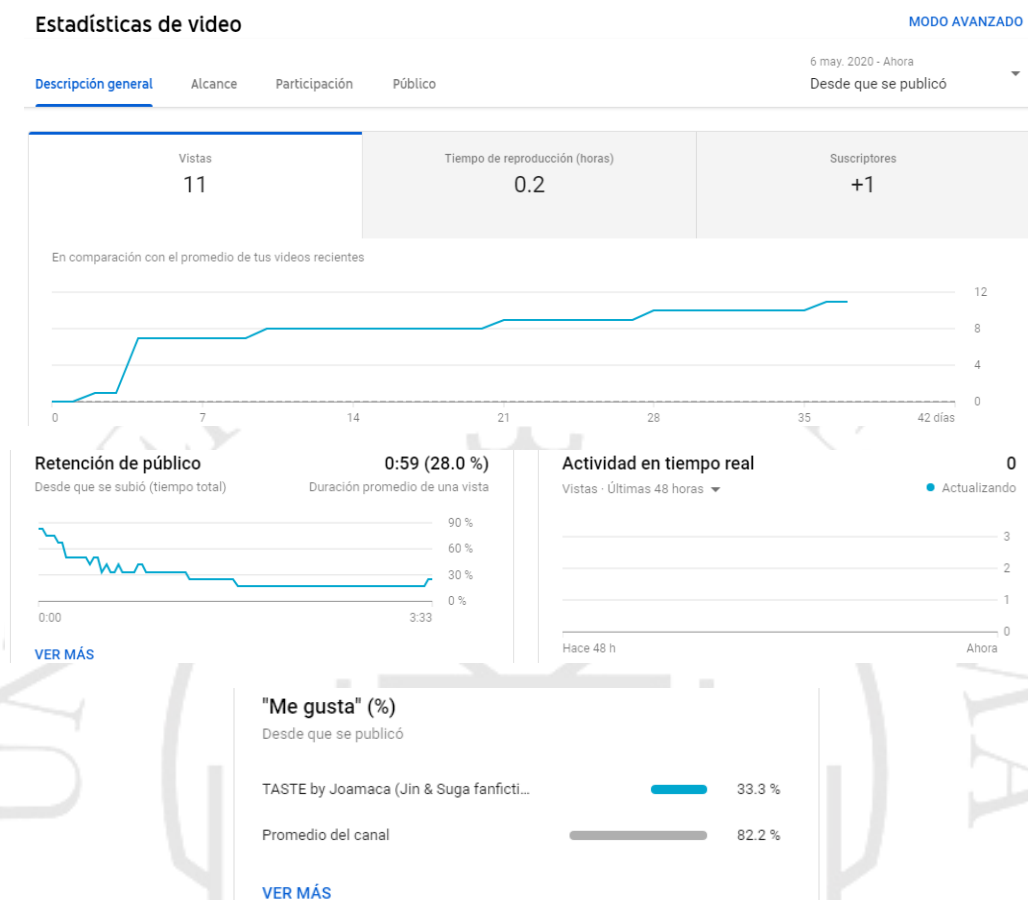 Estadísticas de video
MODO AVANZADO
Descripción general Alcance Participación Público
6 may. 2020 - Ahora
Desde que se publicó
Vistas
11
Tiempo de reproducción (horas)
0.2
Suscriptores
+1
En comparación con el promedio de tus videos recientes
12
8
4
0
0 7 14 21 28 35 42 días
Retención de público 0:59 (28.0 %)
Desde que se subió (tiempo total) Duración promedio de una vista
90 %
60 %
30 %
0 %
0:00 3:33
VER MÁS
Actividad en tiempo real 0
Vistas · Últimas 48 horas Actualizando
3
2
1
0
Hace 48 h Ahora
"Me gusta" (%)
Desde que se publicó
TASTE by Joamaca (Jin & Suga fanficti... 33.3 %
Promedio del canal 82.2 %
VER MÁS